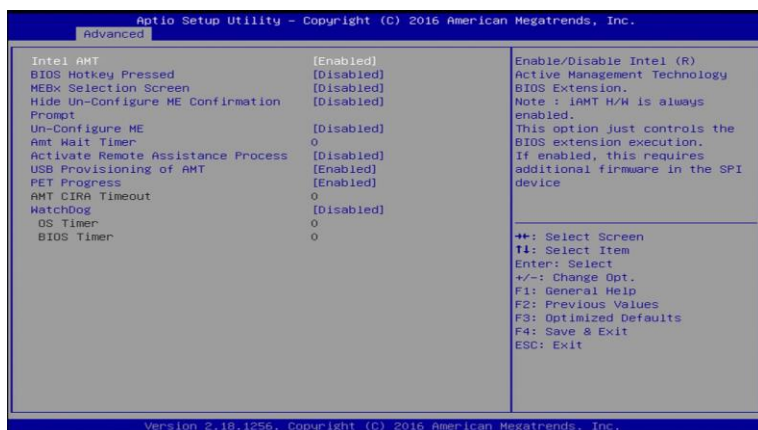 Aptio Setup Utility – Copyright (C) 2016 American Megatrends, Inc.
Advanced
Intel AMT [Enabled]
BIOS Hotkey Pressed [Disabled]
MEBx Selection Screen [Disabled]
Hide Un-Configure ME Confirmation [Disabled]
Prompt
Un-Configure ME [Disabled]
Amt Wait Timer 0
Activate Remote Assistance Process [Disabled]
USB Provisioning of AMT [Enabled]
PET Progress [Enabled]
AMT CIRA Timeout 0
WatchDog [Disabled]
OS Timer 0
BIOS Timer 0
Enable/Disable Intel (R)
Active Management Technology
BIOS Extension.
Note : iAMT H/W is always
enabled.
This option just controls the
BIOS extension execution.
If enabled, this requires
additional firmware in the SPI
device
→←: Select Screen
↑↓: Select Item
Enter: Select
+/-: Change Opt.
F1: General Help
F2: Previous Values
F3: Optimized Defaults
F4: Save & Exit
ESC: Exit
Version 2.18.1256. Copyright (C) 2016 American Megatrends, Inc.